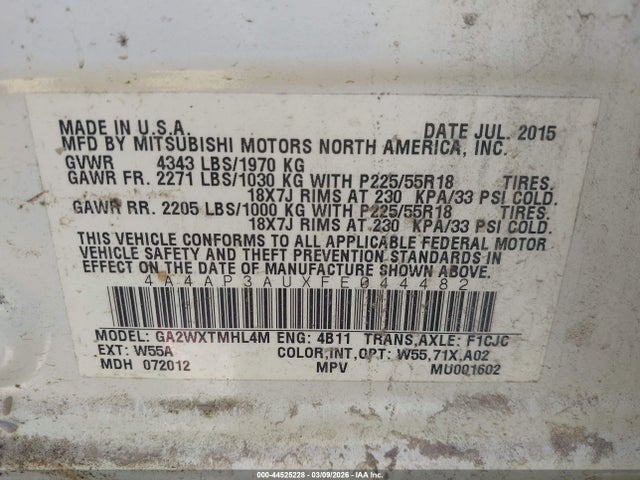 MADE IN U.S.A. DATE JUL. 2015
MFD BY MITSUBISHI MOTORS NORTH AMERICA, INC.
GVWR 4343 LBS/1970 KG
GAWR FR. 2271 LBS/1030 KG WITH P225/55R18 TIRES.
18X7J RIMS AT 230 KPA/33 PSI COLD.
GAWR RR. 2205 LBS/1000 KG WITH P225/55R18 TIRES.
18X7J RIMS AT 230 KPA/33 PSI COLD.
THIS VEHICLE CONFORMS TO ALL APPLICABLE FEDERAL MOTOR
VEHICLE SAFETY AND THEFT PREVENTION STANDARDS IN
EFFECT ON THE DATE OF MANUFACTURE SHOWN ABOVE.
4A4AP3AUXFE044482
MODEL: GA2WXTMHL4M ENG: 4B11 TRANS,AXLE: F1CJC
EXT: W55A COLOR,INT,OPT: W55,71X,A02
MDH 072012 MPV MU001602
000-44525228 - 03/09/2026 - IAA Inc.